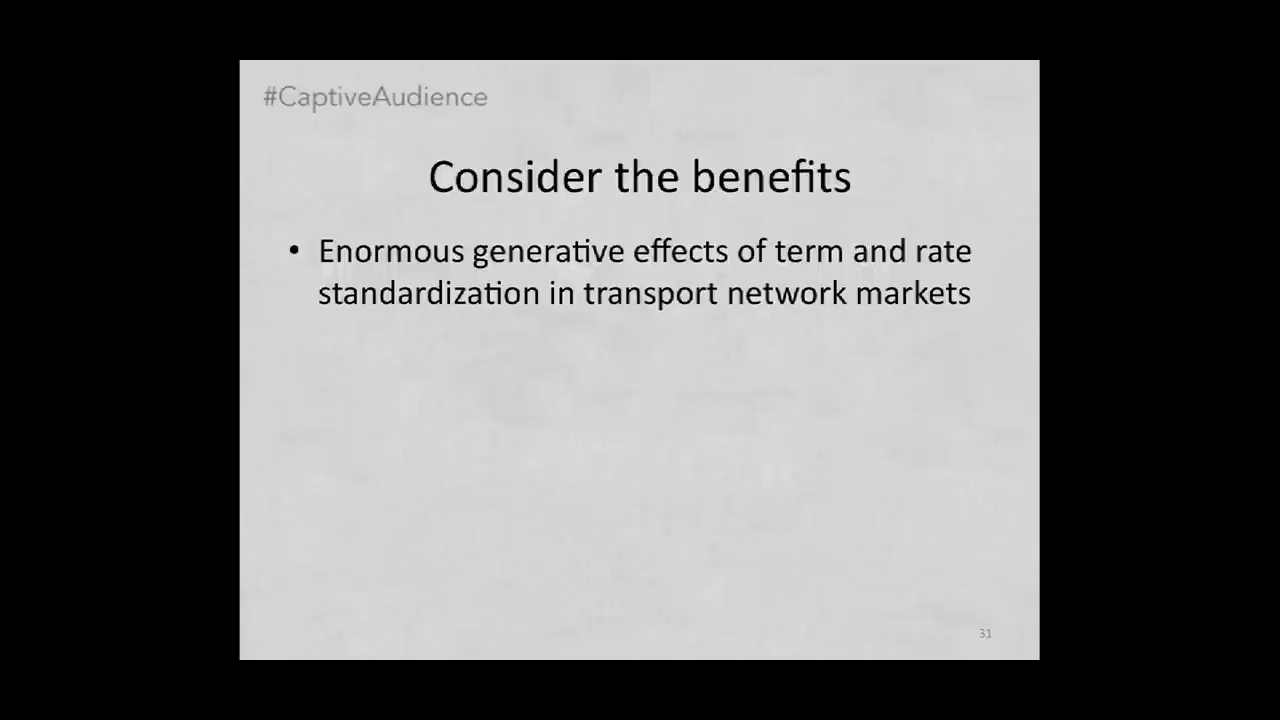 #CaptiveAudience
Consider the benefits
• Enormous generative effects of term and rate
standardization in transport network markets
31